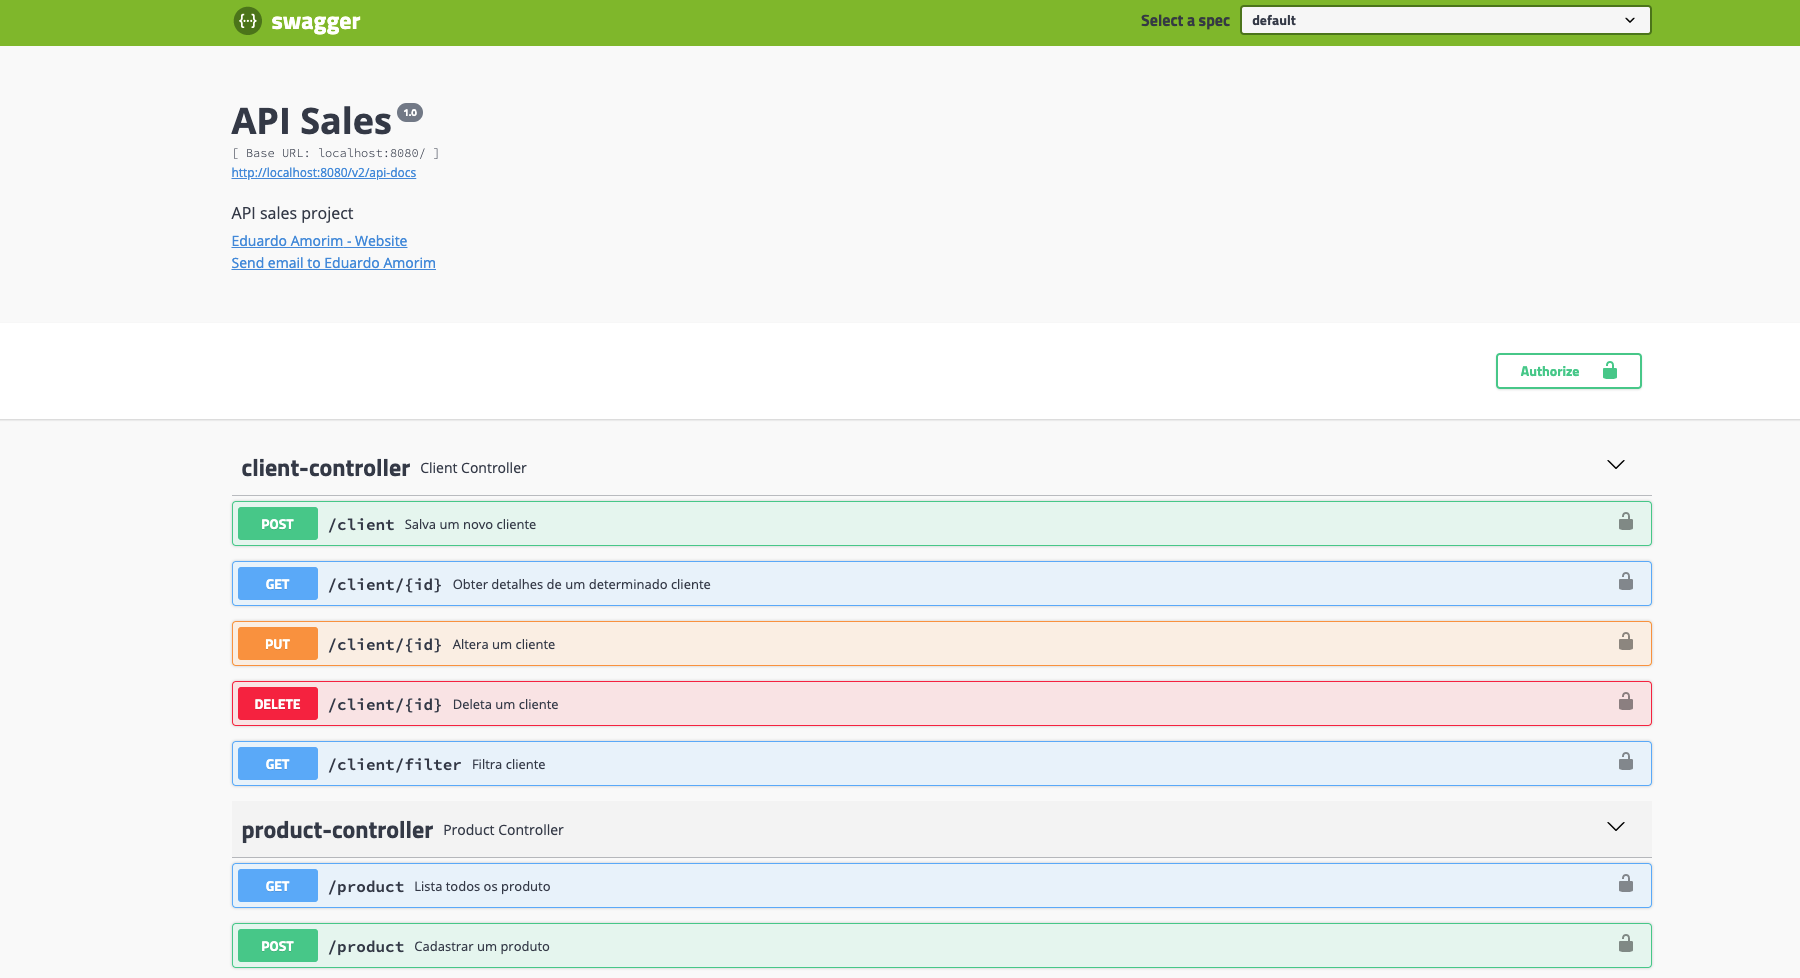 swagger
Select a spec default
API Sales 1.0
[ Base URL: localhost:8080/ ]
http://localhost:8080/v2/api-docs
API sales project
Eduardo Amorim - Website
Send email to Eduardo Amorim
Authorize
client-controller Client Controller
POST /client Salva um novo cliente
GET /client/{id} Obter detalhes de um determinado cliente
PUT /client/{id} Altera um cliente
DELETE /client/{id} Deleta um cliente
GET /client/filter Filtra cliente
product-controller Product Controller
GET /product Lista todos os produto
POST /product Cadastrar um produto